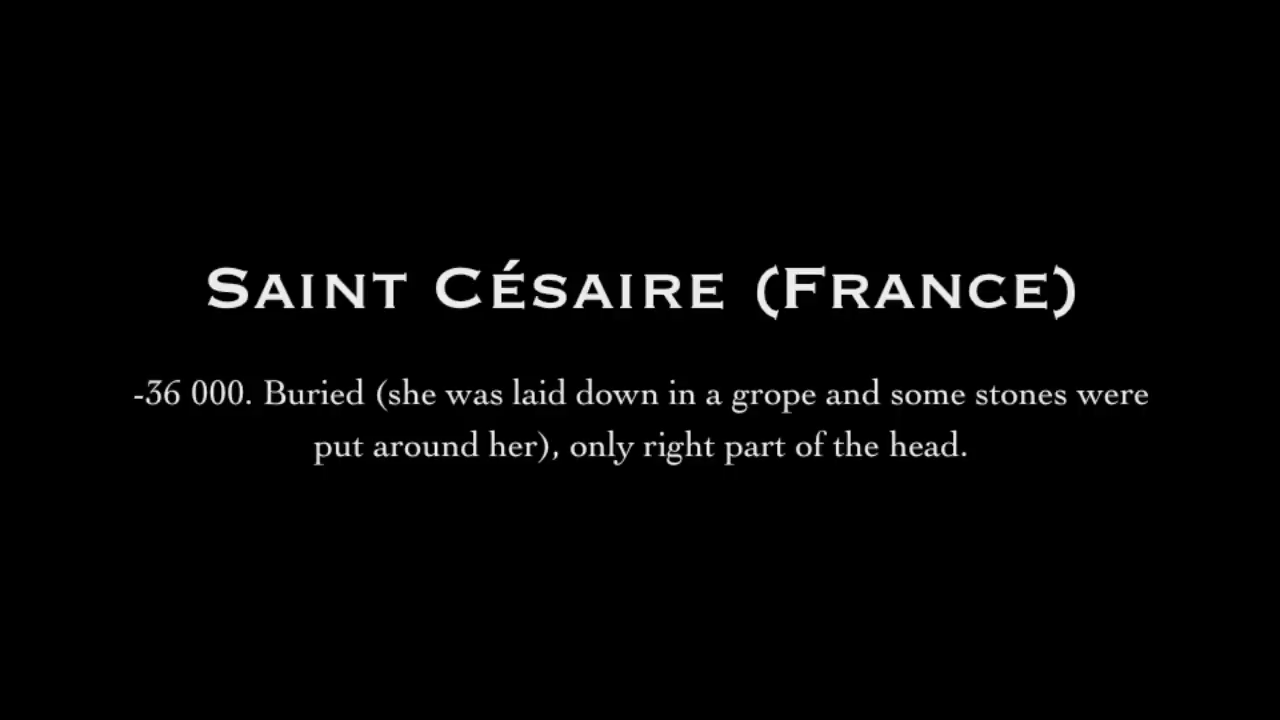 Saint Césaire (France)
-36 000. Buried (she was laid down in a grope and some stones were
put around her), only right part of the head.